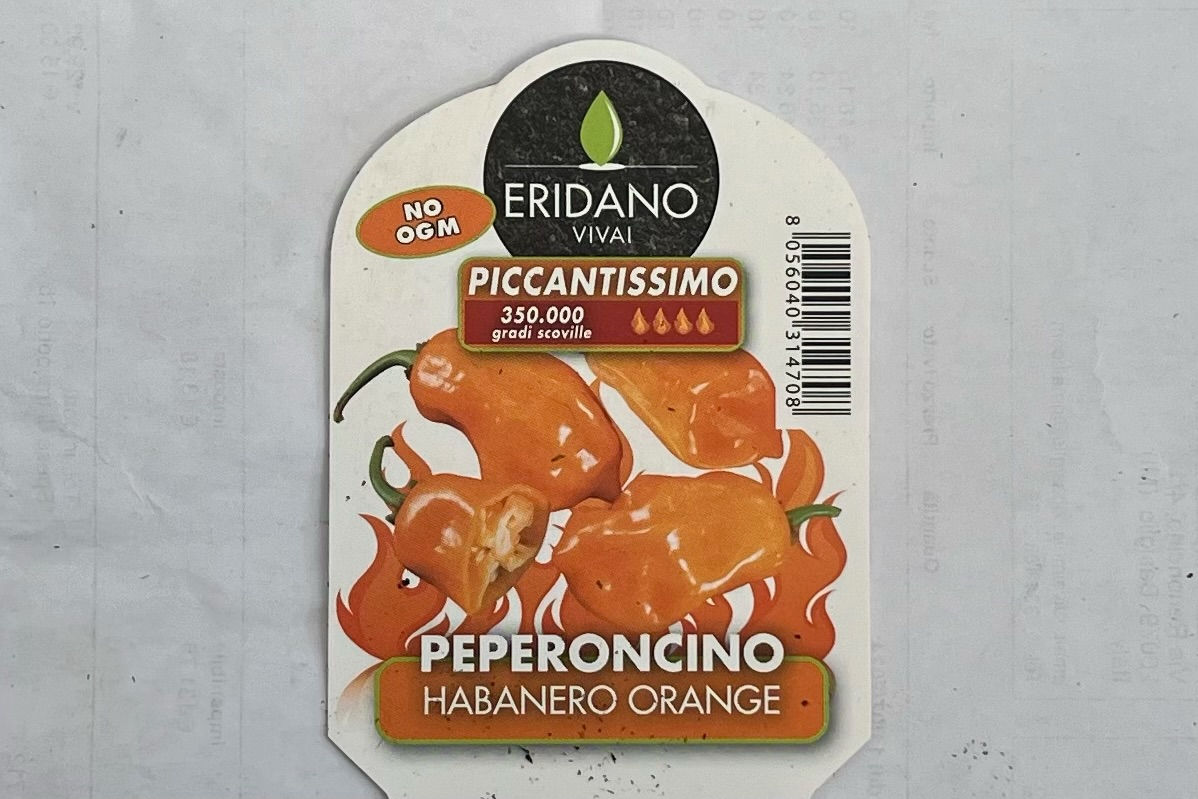 ERIDANO
VIVAI
NO
OGM
PICCANTISSIMO
350.000
gradi scoville
8 056040 314708
PEPERONCINO
HABANERO ORANGE